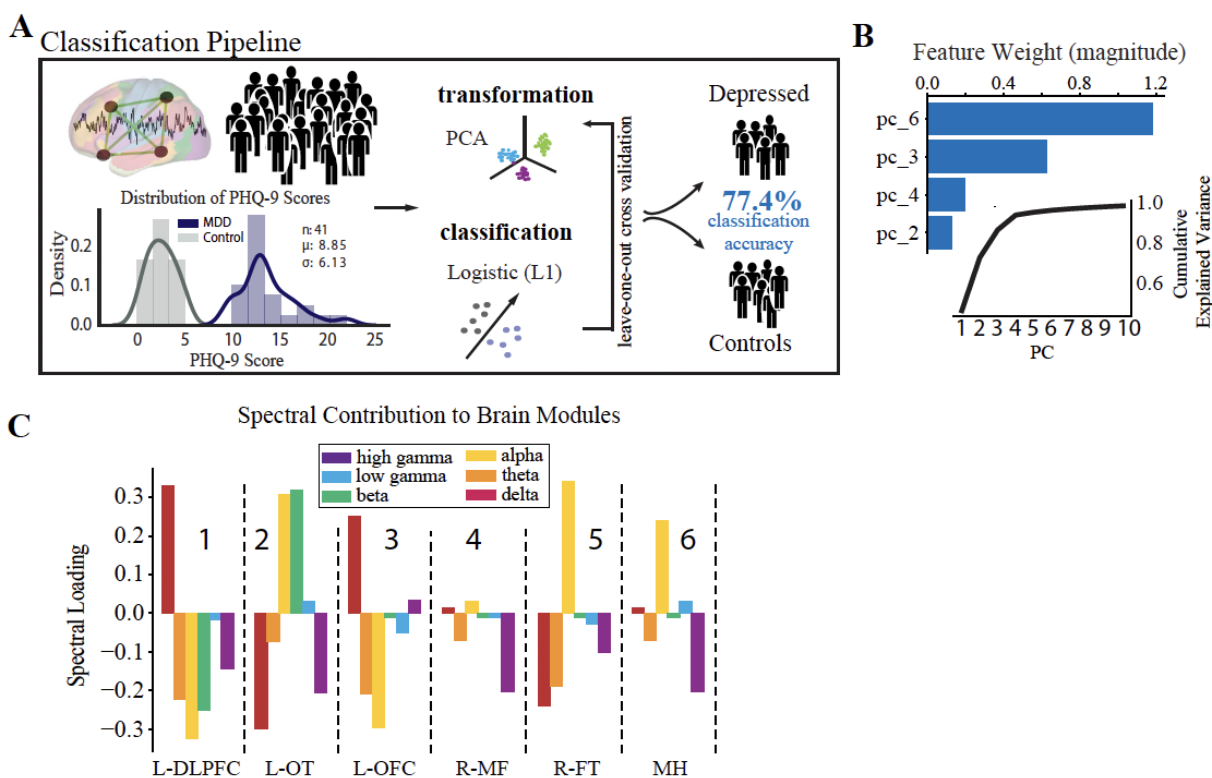 A
Classification Pipeline
transformation
PCA
Distribution of PHQ-9 Scores
MDD
Control
n:41
μ: 8.85
σ: 6.13
Density
0.2
0.1
0.0
0 5 10 15 20 25
PHQ-9 Score
classification
Logistic (L1)
leave-one-out cross validation
Depressed
77.4%
classification
accuracy
Controls
B
Feature Weight (magnitude)
0.0 0.4 0.8 1.2
pc_6
pc_3
pc_4
pc_2
1.0
0.8
0.6
Cumulative
Explained Variance
1 2 3 4 5 6 7 8 9 10
PC
C
Spectral Contribution to Brain Modules
high gamma
low gamma
beta
alpha
theta
delta
Spectral Loading
0.3
0.2
0.1
0.0
−0.1
−0.2
−0.3
1 2 3 4 5 6
L-DLPFC L-OT L-OFC R-MF R-FT MH